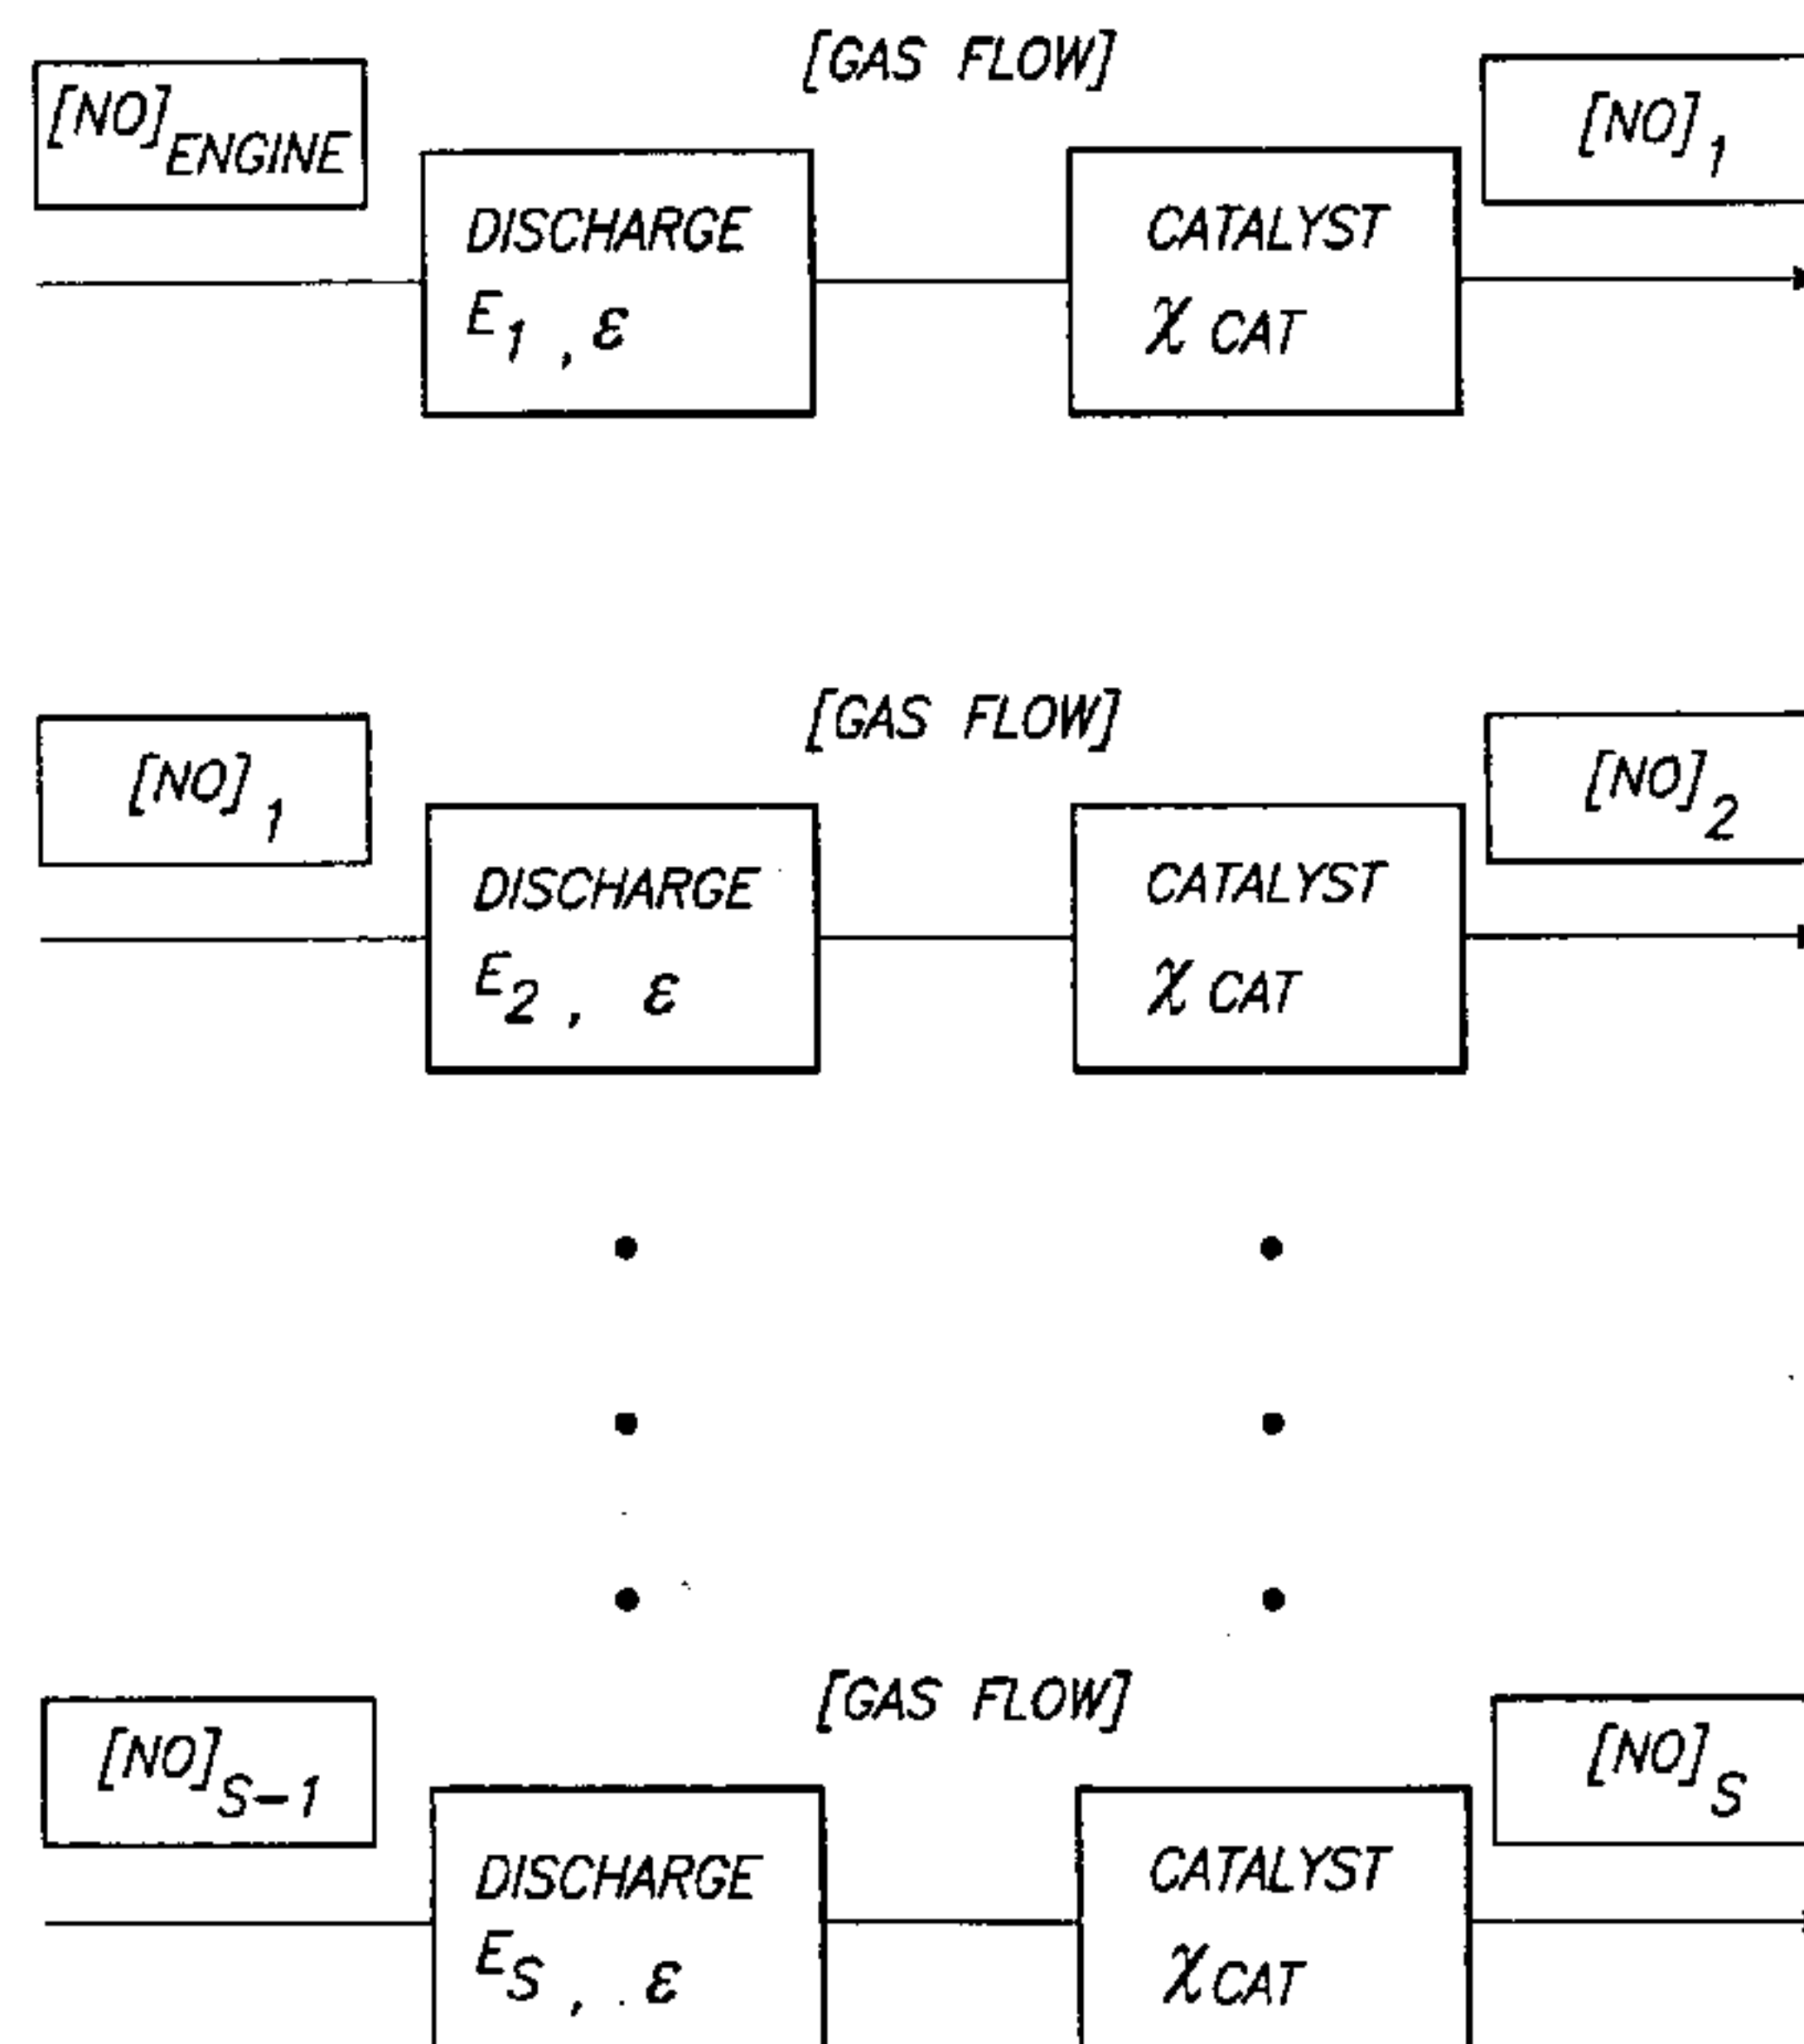 [GAS FLOW]
[NO]ENGINE
[NO]1
DISCHARGE
E1 , ε
CATALYST
χ CAT
[GAS FLOW]
[NO]1
[NO]2
DISCHARGE
E2 , ε
CATALYST
χ CAT
[GAS FLOW]
[NO]S-1
[NO]S
DISCHARGE
ES , ε
CATALYST
χCAT